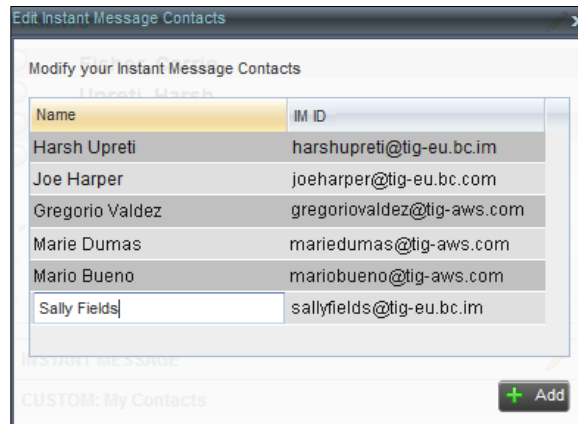 Edit Instant Message Contacts
Modify your Instant Message Contacts
Upreti, Harsh
Name IM ID
Harsh Upreti harshupreti@tig-eu.bc.im
Joe Harper joeharper@tig-eu.bc.com
Gregorio Valdez gregoriovaldez@tig-aws.com
Marie Dumas mariedumas@tig-aws.com
Mario Bueno mariobueno@tig-aws.com
Sally Fields sallyfields@tig-eu.bc.im
INSTANT MESSAGE
CUSTOM: My Contacts
Add